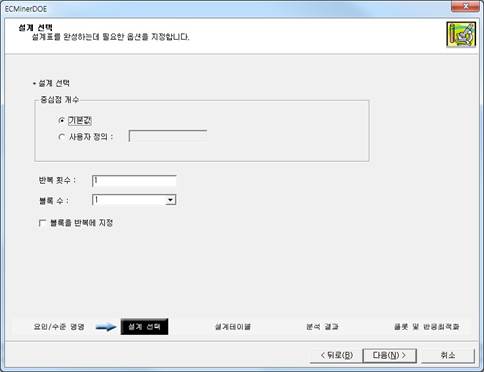 ECMinerDOE
설계 선택
설계표를 완성하는데 필요한 옵션을 지정합니다.
설계 선택
중심점 개수
기본값
사용자 정의 :
반복 횟수 : 1
블록 수 : 1
블록을 반복에 지정
요인/수준 명명 설계 선택 설계테이블 분석 결과 플롯 및 반응최적화
< 뒤로(B) 다음(N) > 취소